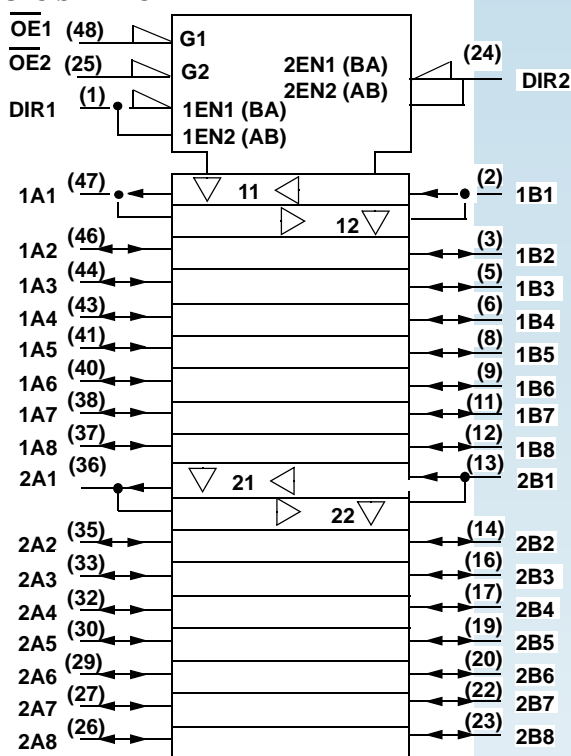 OE1 (48) G1
OE2 (25) G2 2EN1 (BA) (24)
2EN2 (AB) DIR2
DIR1 (1) 1EN1 (BA)
1EN2 (AB)
1A1 (47) 11 (2) 1B1
12
1A2 (46) (3) 1B2
1A3 (44) (5) 1B3
1A4 (43) (6) 1B4
1A5 (41) (8) 1B5
1A6 (40) (9) 1B6
1A7 (38) (11) 1B7
1A8 (37) (12) 1B8
2A1 (36) 21 (13) 2B1
22
2A2 (35) (14) 2B2
2A3 (33) (16) 2B3
2A4 (32) (17) 2B4
2A5 (30) (19) 2B5
2A6 (29) (20) 2B6
2A7 (27) (22) 2B7
2A8 (26) (23) 2B8